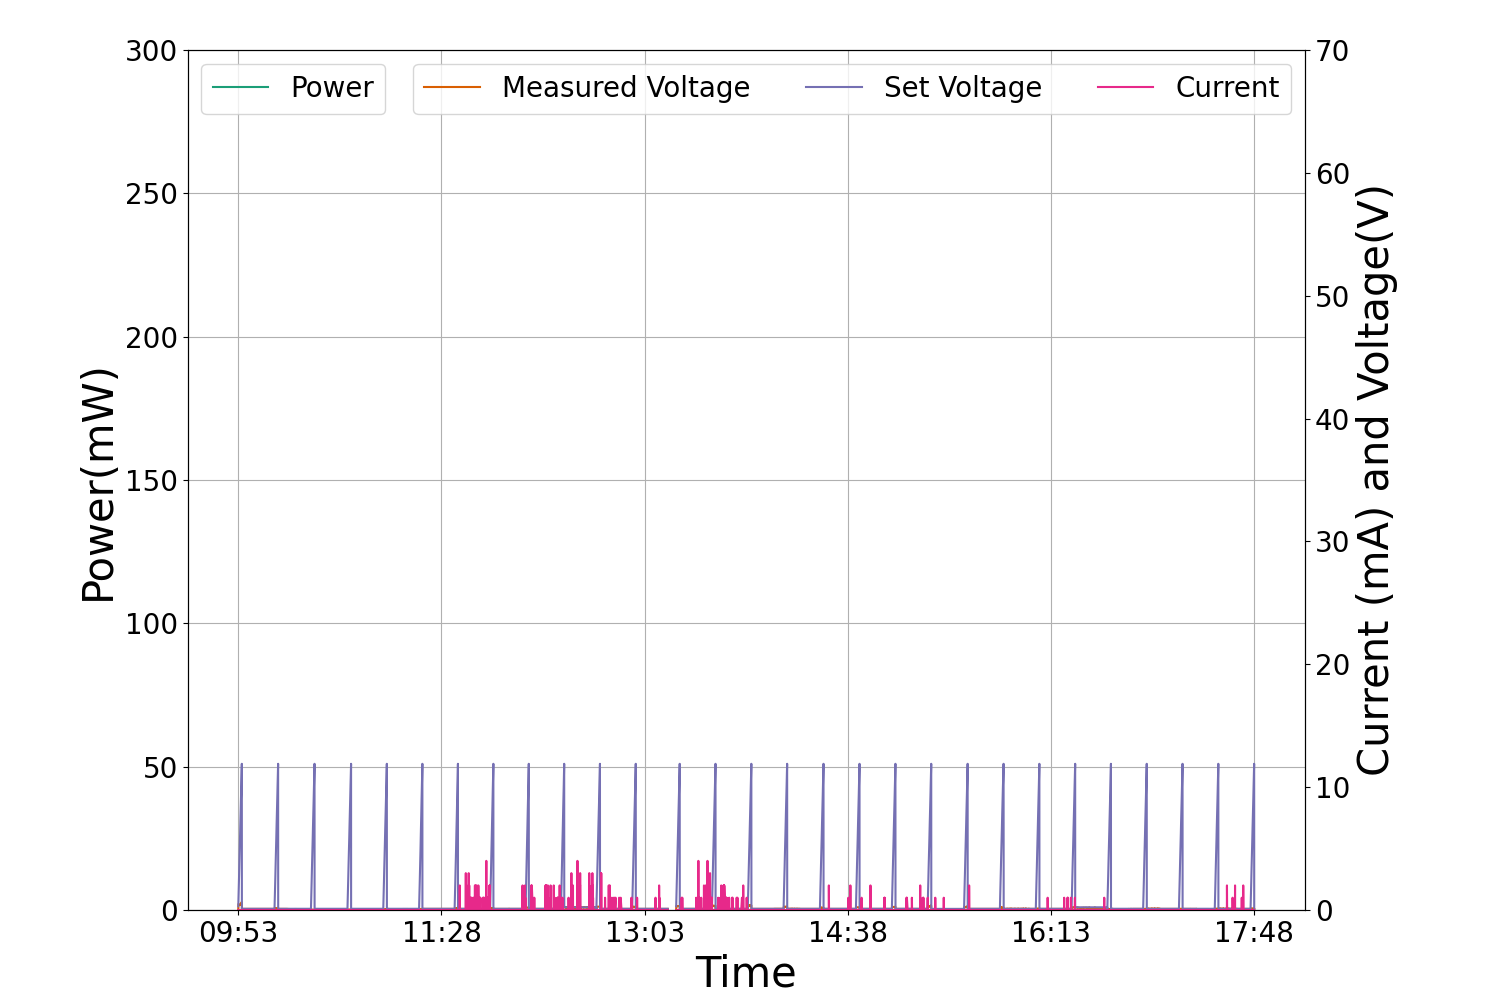 Power
Measured Voltage
Set Voltage
Current
300
250
200
150
100
50
0
Power(mW)
70
60
50
40
30
20
10
0
Current (mA) and Voltage(V)
09:53 11:28 13:03 14:38 16:13 17:48
Time